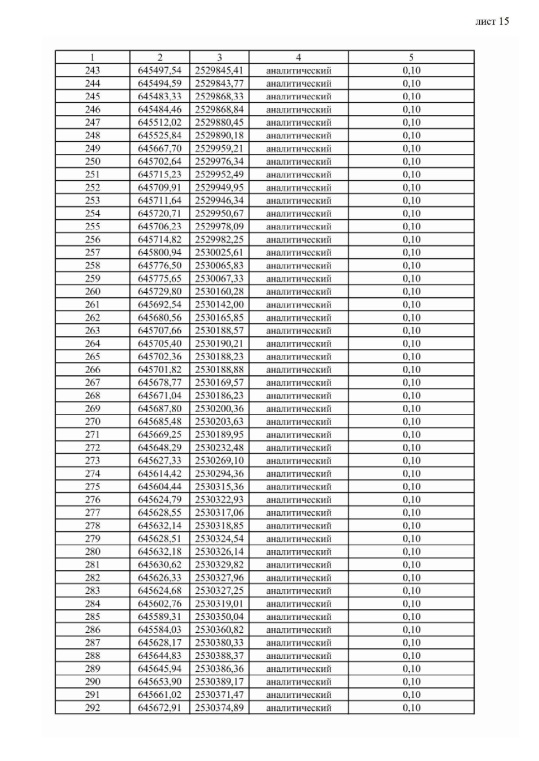 лист 15
1 2 3 4 5
243 645497,54 2529845,41 аналитический 0,10
244 645494,59 2529843,77 аналитический 0,10
245 645483,33 2529868,33 аналитический 0,10
246 645484,46 2529868,84 аналитический 0,10
247 645512,02 2529880,45 аналитический 0,10
248 645525,84 2529890,18 аналитический 0,10
249 645667,70 2529959,21 аналитический 0,10
250 645702,64 2529976,34 аналитический 0,10
251 645715,23 2529952,49 аналитический 0,10
252 645709,91 2529949,95 аналитический 0,10
253 645711,64 2529946,34 аналитический 0,10
254 645720,71 2529950,67 аналитический 0,10
255 645706,23 2529978,09 аналитический 0,10
256 645714,82 2529982,25 аналитический 0,10
257 645800,94 2530025,61 аналитический 0,10
258 645776,50 2530065,83 аналитический 0,10
259 645775,65 2530067,33 аналитический 0,10
260 645729,80 2530160,28 аналитический 0,10
261 645692,54 2530142,00 аналитический 0,10
262 645680,56 2530165,85 аналитический 0,10
263 645707,66 2530188,57 аналитический 0,10
264 645705,40 2530190,21 аналитический 0,10
265 645702,36 2530188,23 аналитический 0,10
266 645701,82 2530188,88 аналитический 0,10
267 645678,77 2530169,57 аналитический 0,10
268 645671,04 2530186,23 аналитический 0,10
269 645687,80 2530200,36 аналитический 0,10
270 645685,48 2530203,63 аналитический 0,10
271 645669,25 2530189,95 аналитический 0,10
272 645648,29 2530232,48 аналитический 0,10
273 645627,33 2530269,10 аналитический 0,10
274 645614,42 2530294,36 аналитический 0,10
275 645604,44 2530315,36 аналитический 0,10
276 645624,79 2530322,93 аналитический 0,10
277 645628,55 2530317,06 аналитический 0,10
278 645632,14 2530318,85 аналитический 0,10
279 645628,51 2530324,54 аналитический 0,10
280 645632,18 2530326,14 аналитический 0,10
281 645630,62 2530329,82 аналитический 0,10
282 645626,33 2530327,96 аналитический 0,10
283 645624,68 2530327,25 аналитический 0,10
284 645602,76 2530319,01 аналитический 0,10
285 645589,31 2530350,04 аналитический 0,10
286 645584,03 2530360,82 аналитический 0,10
287 645628,17 2530380,33 аналитический 0,10
288 645644,83 2530388,37 аналитический 0,10
289 645645,94 2530386,36 аналитический 0,10
290 645653,90 2530389,17 аналитический 0,10
291 645661,02 2530371,47 аналитический 0,10
292 645672,91 2530374,89 аналитический 0,10